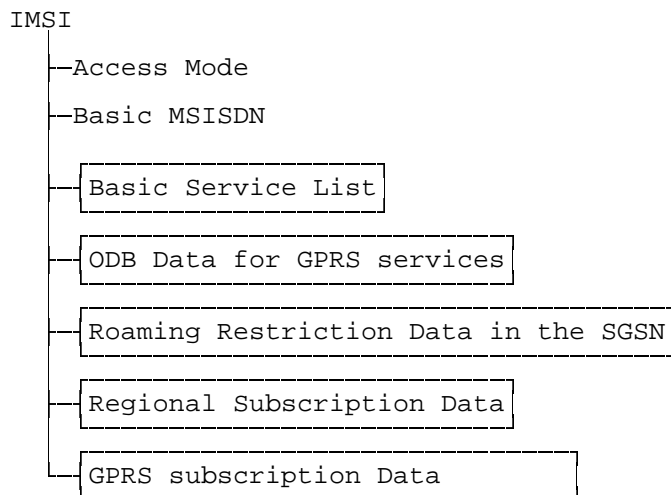 IMSI
Access Mode
Basic MSISDN
Basic Service List
ODB Data for GPRS services
Roaming Restriction Data in the SGSN
Regional Subscription Data
GPRS subscription Data